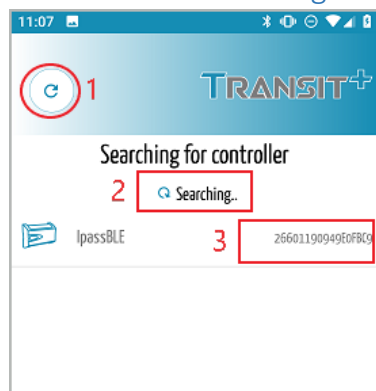 11:07
1
TRANSIT+
Searching for controller
2 Searching..
IpassBLE 3 26601190949E0FBC9